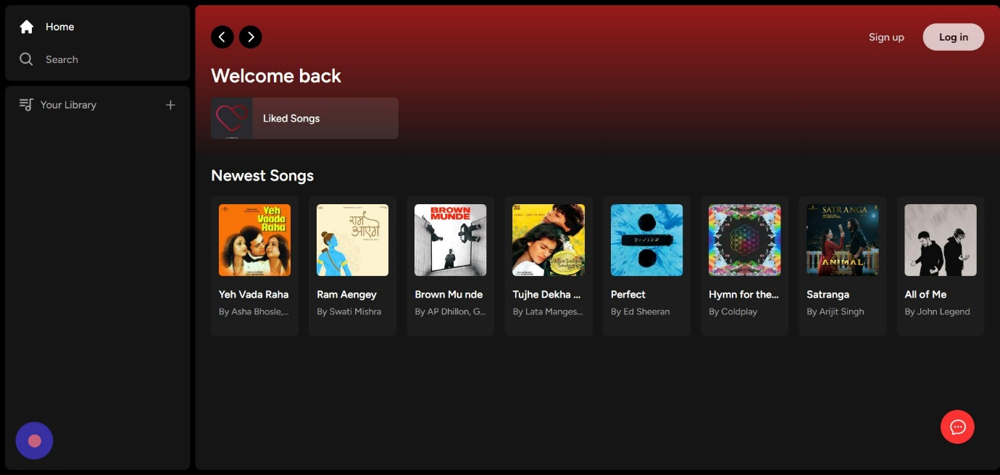 Home
Search
Your Library
Sign up
Log in
Welcome back
Liked Songs
Newest Songs
Yeh
Vaada
Raha
Yeh Vada Raha
By Asha Bhosle,...
राम
आएंगे
Ram Aengey
By Swati Mishra
BROWN
MUNDE
Brown Mu nde
By AP Dhillon, G...
Tujhe Dekha ...
By Lata Manges...
DIVIDE
Perfect
By Ed Sheeran
Hymn for the...
By Coldplay
SATRANGA
ANIMAL
Satranga
By Arijit Singh
All of Me
By John Legend